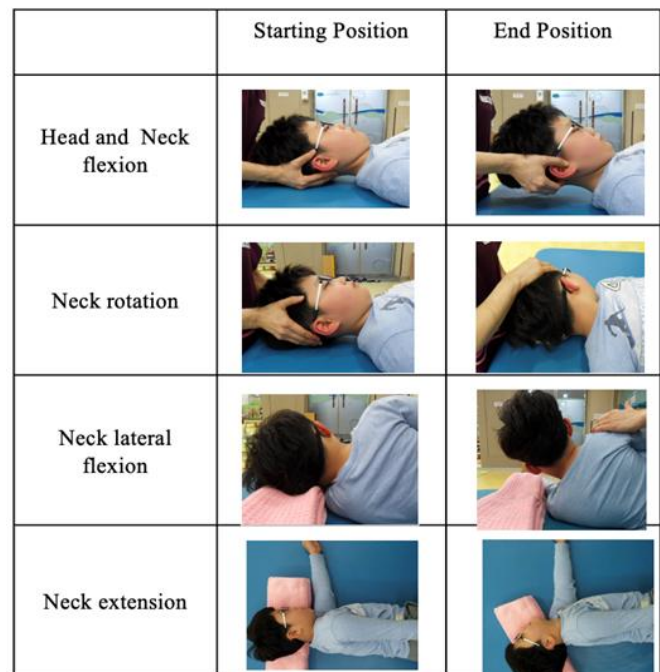 Starting Position
End Position
Head and Neck
flexion
Neck rotation
Neck lateral
flexion
Neck extension